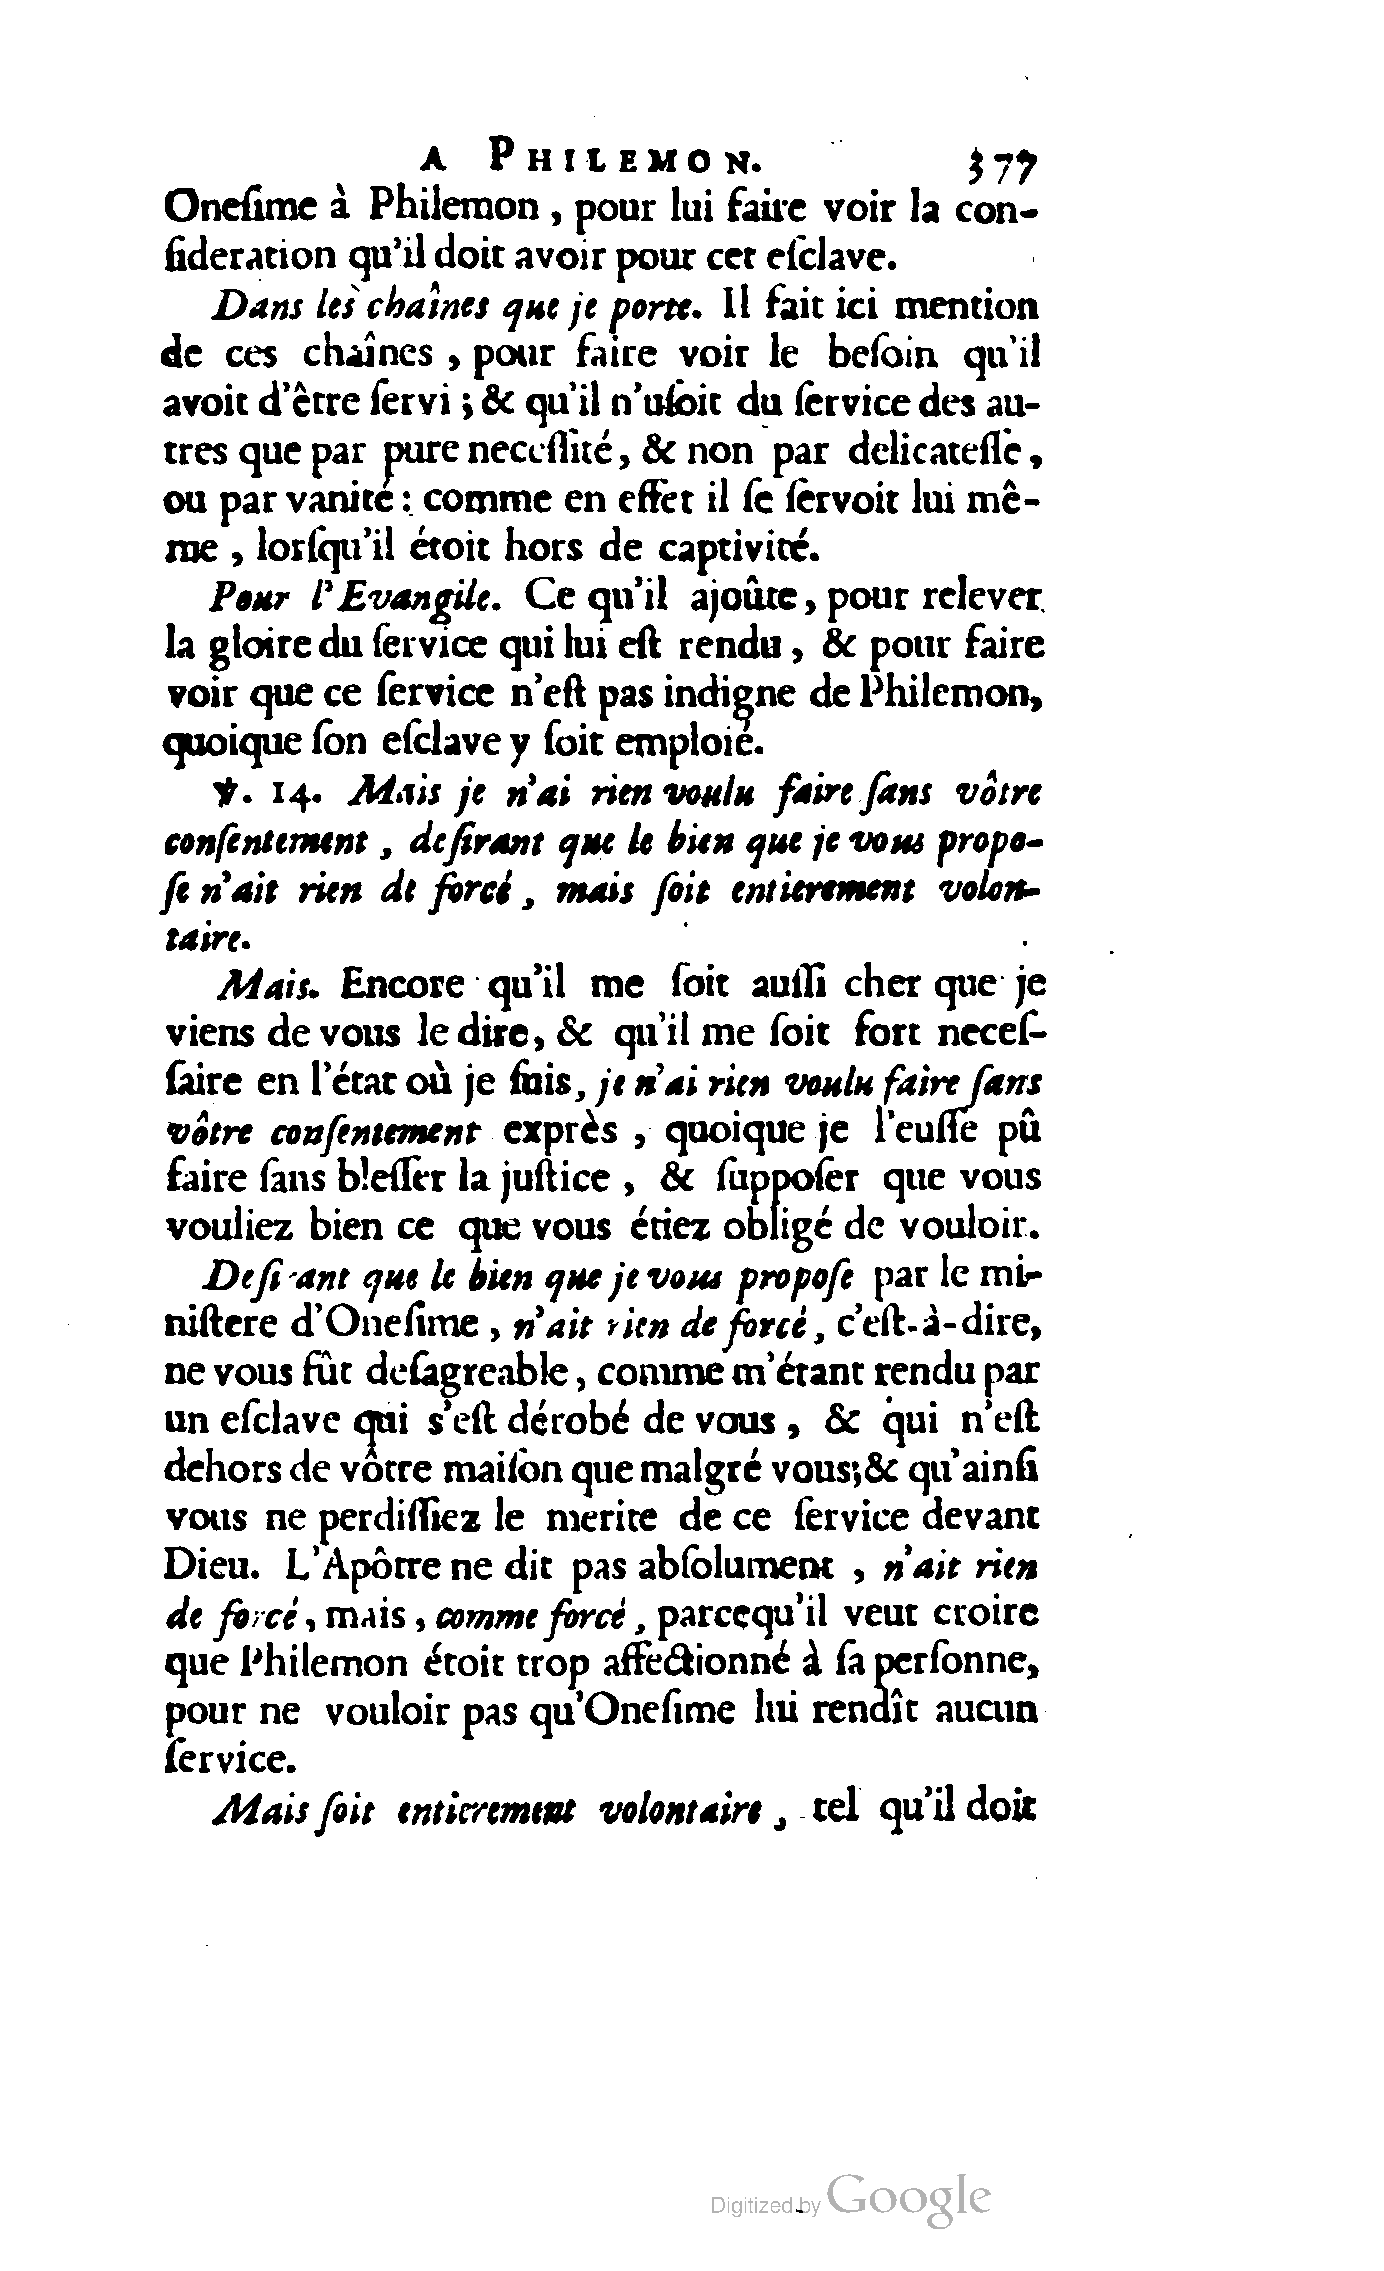 A PHILEMON. 377
Oneſime à Philemon, pour lui faire voir la con-
ſideration qu'il doit avoir pour cet eſclave.
Dans les chaînes que je porte. Il fait ici mention
de ces chaînes, pour faire voir le beſoin qu'il
avoit d'être ſervi; & qu'il n'uſoit du ſervice des au-
tres que par pure neceſſité, & non par delicateſſe,
ou par vanité: comme en effet il ſe ſervoit lui mê-
me, lorſqu'il étoit hors de captivité.
Pour l'Evangile. Ce qu'il ajoûte, pour relever
la gloire du ſervice qui lui eſt rendu, & pour faire
voir que ce ſervice n'eſt pas indigne de Philemon,
quoique ſon eſclave y ſoit emploié.
℣. 14. Mais je n'ai rien voulu faire ſans vôtre
conſentement, deſirant que le bien que je vous propo-
ſe n'ait rien de forcé, mais ſoit entierement volon-
taire.
Mais. Encore qu'il me ſoit auſſi cher que je
viens de vous le dire, & qu'il me ſoit fort neceſ-
ſaire en l'état où je ſuis, je n'ai rien voulu faire ſans
vôtre conſentement exprès, quoique je l'euſſe pû
faire ſans bleſſer la juſtice, & ſuppoſer que vous
vouliez bien ce que vous étiez obligé de vouloir.
Deſirant que le bien que je vous propoſe par le mi-
niſtere d'Oneſime, n'ait rien de forcé, c'eſt-à-dire,
ne vous fût deſagreable, comme m'étant rendu par
un eſclave qui s'eſt dérobé de vous, & qui n'eſt
dehors de vôtre maiſon que malgré vous; & qu'ainſi
vous ne perdiſſiez le merite de ce ſervice devant
Dieu. L'Apôtre ne dit pas abſolument, n'ait rien
de forcé, mais, comme forcé, parcequ'il veut croire
que Philemon étoit trop affectionné à ſa perſonne,
pour ne vouloir pas qu'Oneſime lui rendît aucun
ſervice.
Mais ſoit entierement volontaire, tel qu'il doit
Digitized by Google